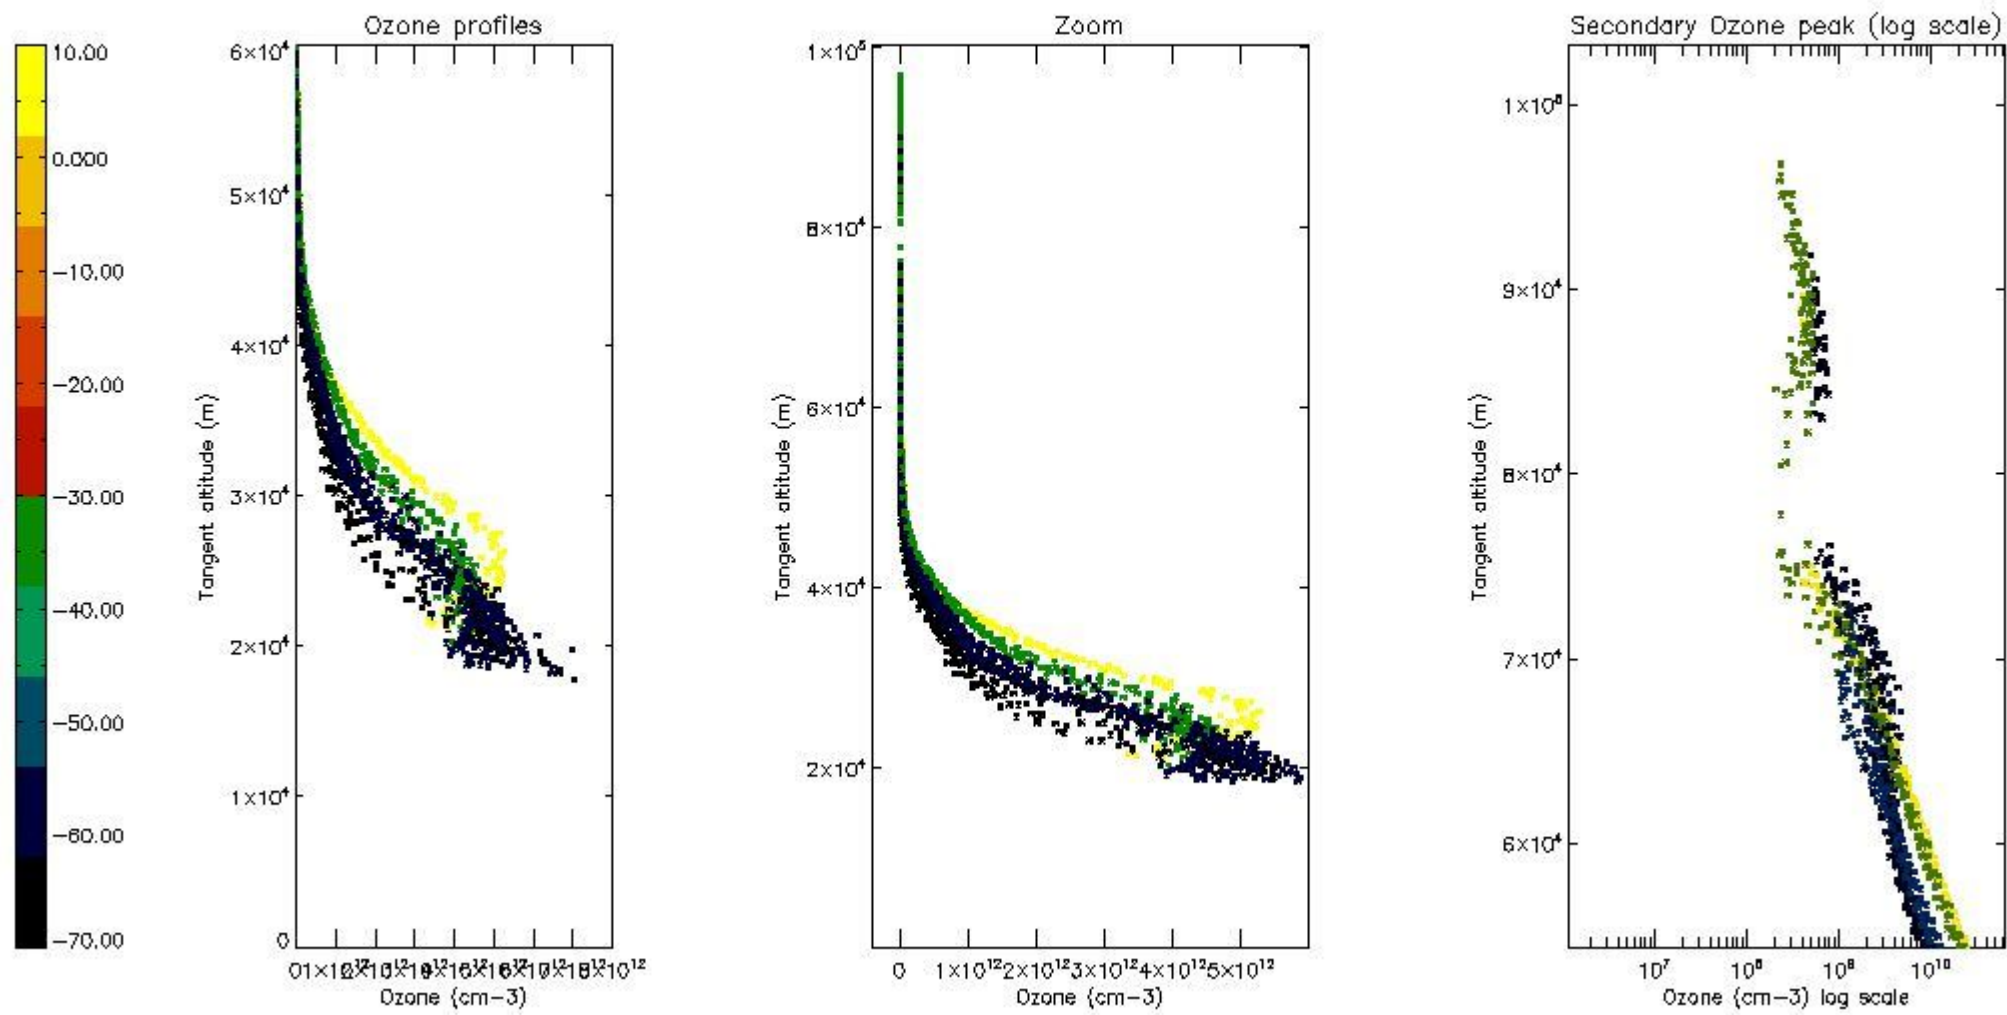 Ozone profiles
Zoom
Secondary Ozone peak (log scale)
10.00
0.000
−10.00
−20.00
−30.00
−40.00
−50.00
−60.00
−70.00
6×10⁴
5×10⁴
4×10⁴
3×10⁴
2×10⁴
1×10⁴
0
Tangent altitude (m)
Ozone (cm−3)
1×10⁵
8×10⁴
6×10⁴
4×10⁴
2×10⁴
Tangent altitude (m)
0 1×10¹² 2×10¹² 3×10¹² 4×10¹² 5×10¹²
Ozone (cm−3)
9×10⁴
8×10⁴
7×10⁴
6×10⁴
Tangent altitude (m)
10⁷ 10⁸ 10⁹ 10¹⁰
Ozone (cm−3) log scale